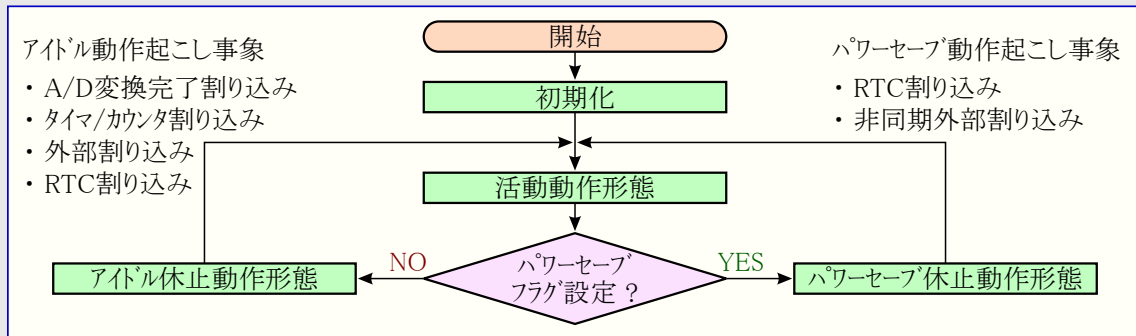 開始
アイドル動作起こし事象
・ A/D変換完了割り込み
・ タイマ/カウンタ割り込み
・ 外部割り込み
・ RTC割り込み
パワーセーブ動作起こし事象
・ RTC割り込み
・ 非同期外部割り込み
初期化
活動動作形態
パワーセーブ
フラグ設定 ?
NO
YES
アイドル休止動作形態
パワーセーブ休止動作形態